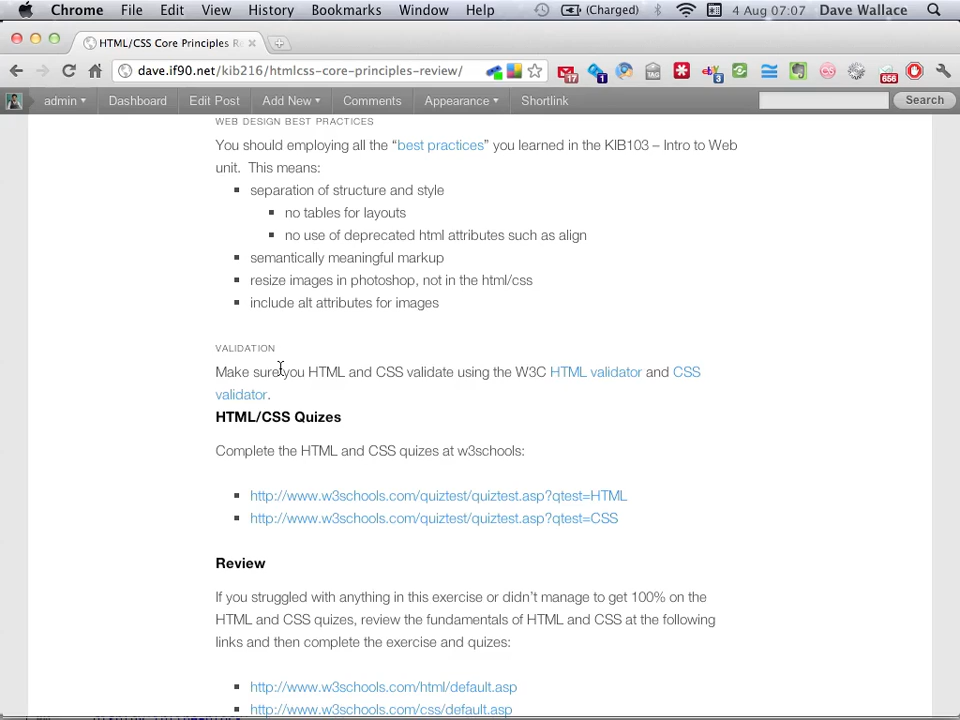 Chrome File Edit View History Bookmarks Window Help (Charged) 4 Aug 07:07 Dave Wallace
HTML/CSS Core Principles Re
dave.if90.net/kib216/htmlcss-core-principles-review/ 17 1 3 656
admin Dashboard Edit Post Add New Comments Appearance Shortlink Search
WEB DESIGN BEST PRACTICES
You should employing all the “best practices” you learned in the KIB103 – Intro to Web
unit. This means:
separation of structure and style
no tables for layouts
no use of deprecated html attributes such as align
semantically meaningful markup
resize images in photoshop, not in the html/css
include alt attributes for images
VALIDATION
Make sure you HTML and CSS validate using the W3C HTML validator and CSS
validator.
HTML/CSS Quizes
Complete the HTML and CSS quizes at w3schools:
http://www.w3schools.com/quiztest/quiztest.asp?qtest=HTML
http://www.w3schools.com/quiztest/quiztest.asp?qtest=CSS
Review
If you struggled with anything in this exercise or didn’t manage to get 100% on the
HTML and CSS quizes, review the fundamentals of HTML and CSS at the following
links and then complete the exercise and quizes:
http://www.w3schools.com/html/default.asp
http://www.w3schools.com/css/default.asp